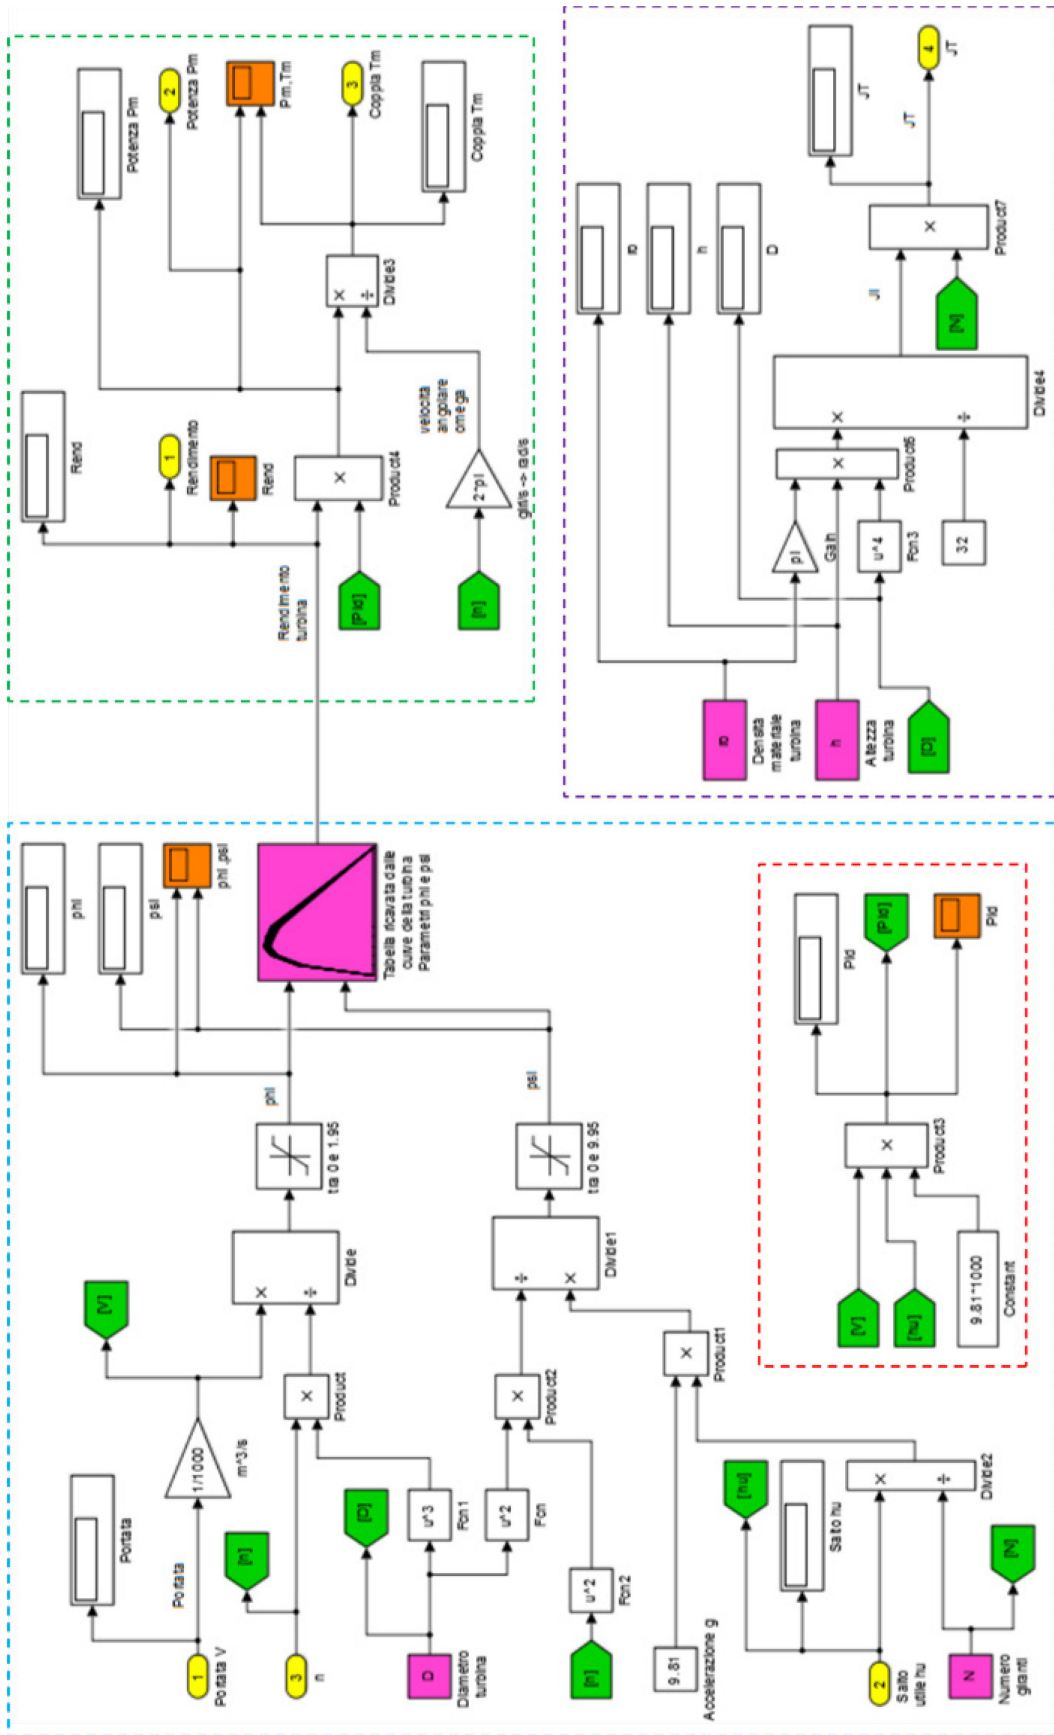 Portata
1
Portata V
Portata
1/1000
m^3/s
[V]
[n]
3
n
Product
Divide
tra 0 e 1.95
phi
phi
psi
phi ,psi
[D]
D
Diametro
turbina
u^3
Fcn1
u^2
Fcn
Product2
[n]
u^2
Fcn2
Divide1
tra 0 e 9.95
psi
Tabella ricavata dalle
curve della turbina
Parametri phi e psi
9.81
Accelerazione g
Product1
[hu]
Salto hu
2
Salto
utile hu
Divide2
N
Numero
giranti
[N]
[V]
[hu]
9.81*1000
Constant
Product3
Pid
[Pid]
Pid
Rend
1
Rendimento
Rend
Rendimento
turbina
[Pid]
Product4
[n]
2*pi
giri/s -> rad/s
velocità
angolare
omega
Divide3
Potenza Pm
2
Potenza Pm
Pm,Tm
3
Coppia Tm
Coppia Tm
ro
h
D
ro
Densità
materiale
turbina
pi
Gain
h
Altezza
turbina
[D]
u^4
Fcn3
Product6
32
Divide4
Ji
[N]
Product7
JT
JT
4
JT